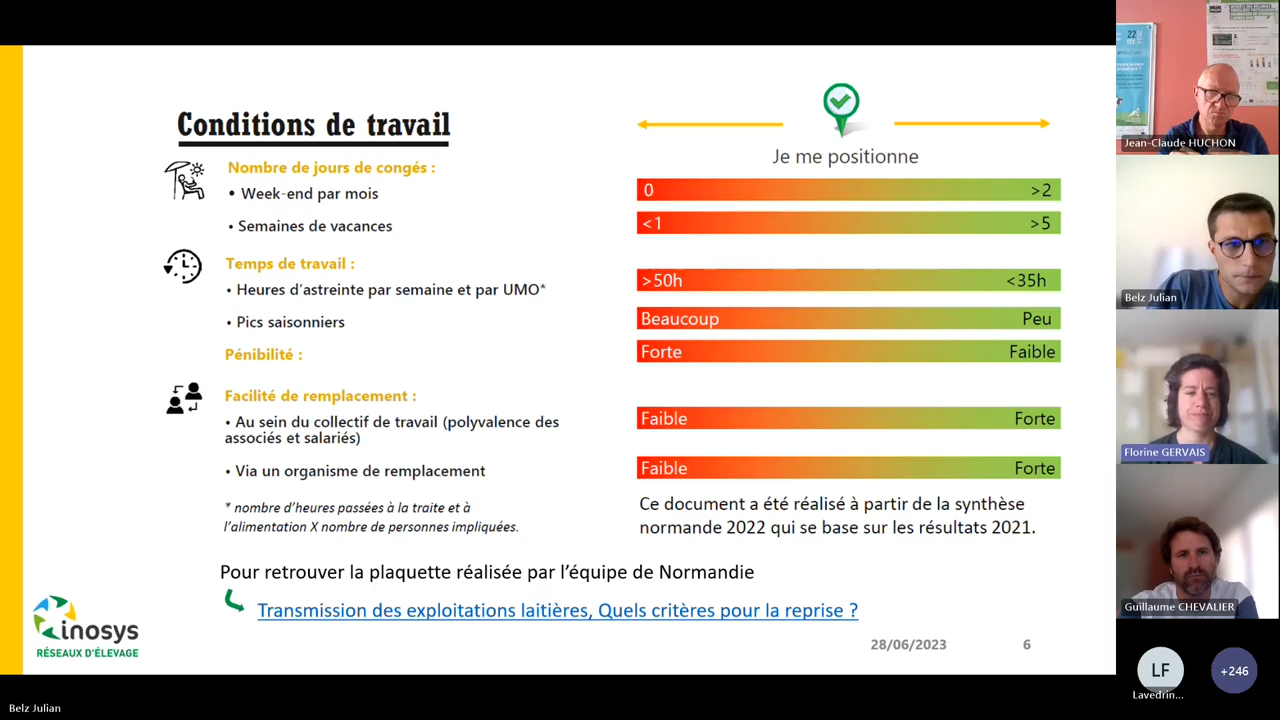 Conditions de travail
Je me positionne
Nombre de jours de congés :
• Week-end par mois
0 >2
• Semaines de vacances
<1 >5
Temps de travail :
• Heures d’astreinte par semaine et par UMO*
>50h <35h
• Pics saisonniers
Beaucoup Peu
Pénibilité :
Forte Faible
Facilité de remplacement :
• Au sein du collectif de travail (polyvalence des
associés et salariés)
Faible Forte
• Via un organisme de remplacement
Faible Forte
* nombre d’heures passées à la traite et à
l’alimentation X nombre de personnes impliquées.
Ce document a été réalisé à partir de la synthèse
normande 2022 qui se base sur les résultats 2021.
Pour retrouver la plaquette réalisée par l’équipe de Normandie
Transmission des exploitations laitières, Quels critères pour la reprise ?
inosys
RÉSEAUX D'ÉLEVAGE
28/06/2023 6
Belz Julian
22
Jean-Claude HUCHON
Belz Julian
Florine GERVAIS
Guillaume CHEVALIER
LF
Lavedrin...
+246